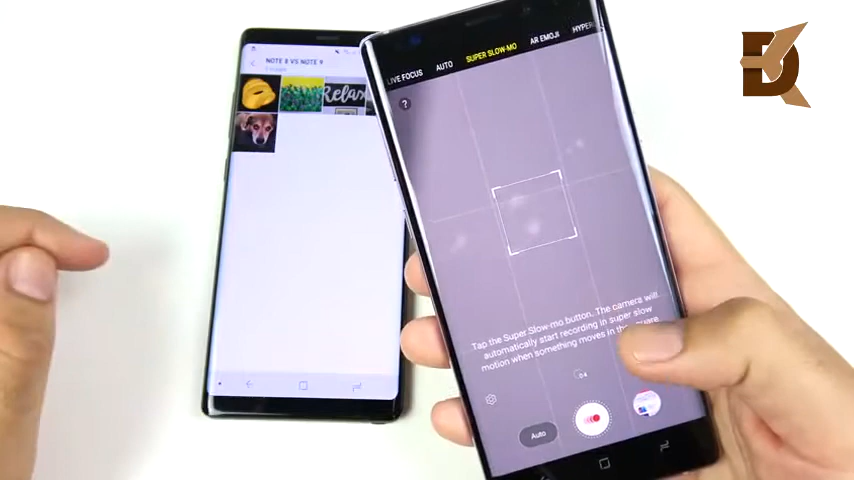 NOTE 8 VS NOTE 9
Relax
LIVE FOCUS
AUTO
SUPER SLOW-MO
AR EMOJI
HYPER
?
Tap the Super Slow-mo button. The camera will
automatically start recording in super slow
motion when something moves in the square
Auto
D